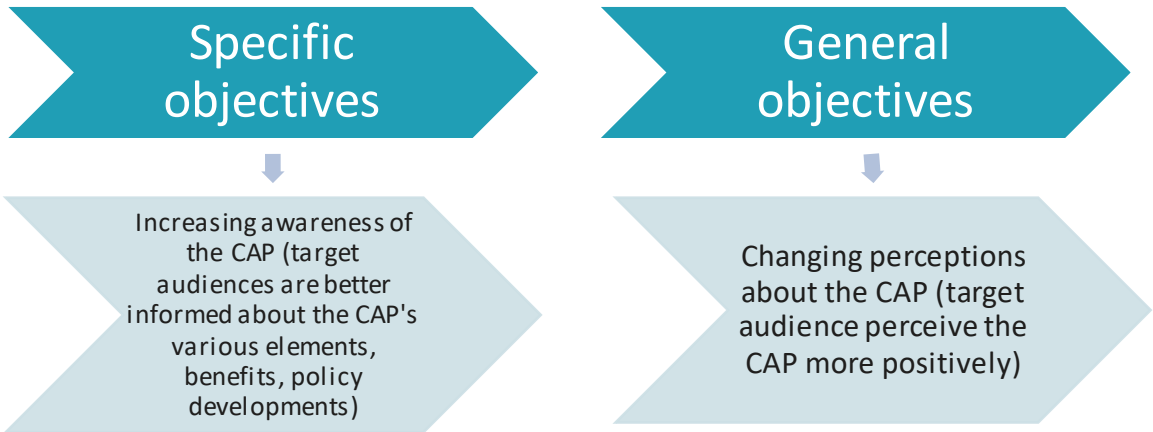 Specific
objectives
Increasing awareness of
the CAP (target
audiences are better
informed about the CAP's
various elements,
benefits, policy
developments)
General
objectives
Changing perceptions
about the CAP (target
audience perceive the
CAP more positively)